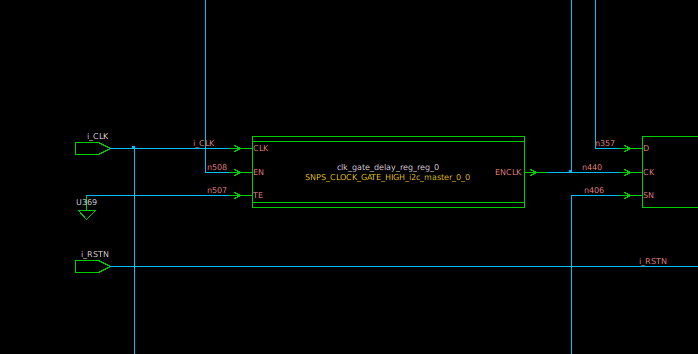 i_CLK
i_CLK
n357
CLK
D
clk_gate_delay_reg_reg_0
n508
EN
ENCLK
n440
CK
SNPS_CLOCK_GATE_HIGH_i2c_master_0_0
n507
TE
n406
SN
U369
i_RSTN
i_RSTN